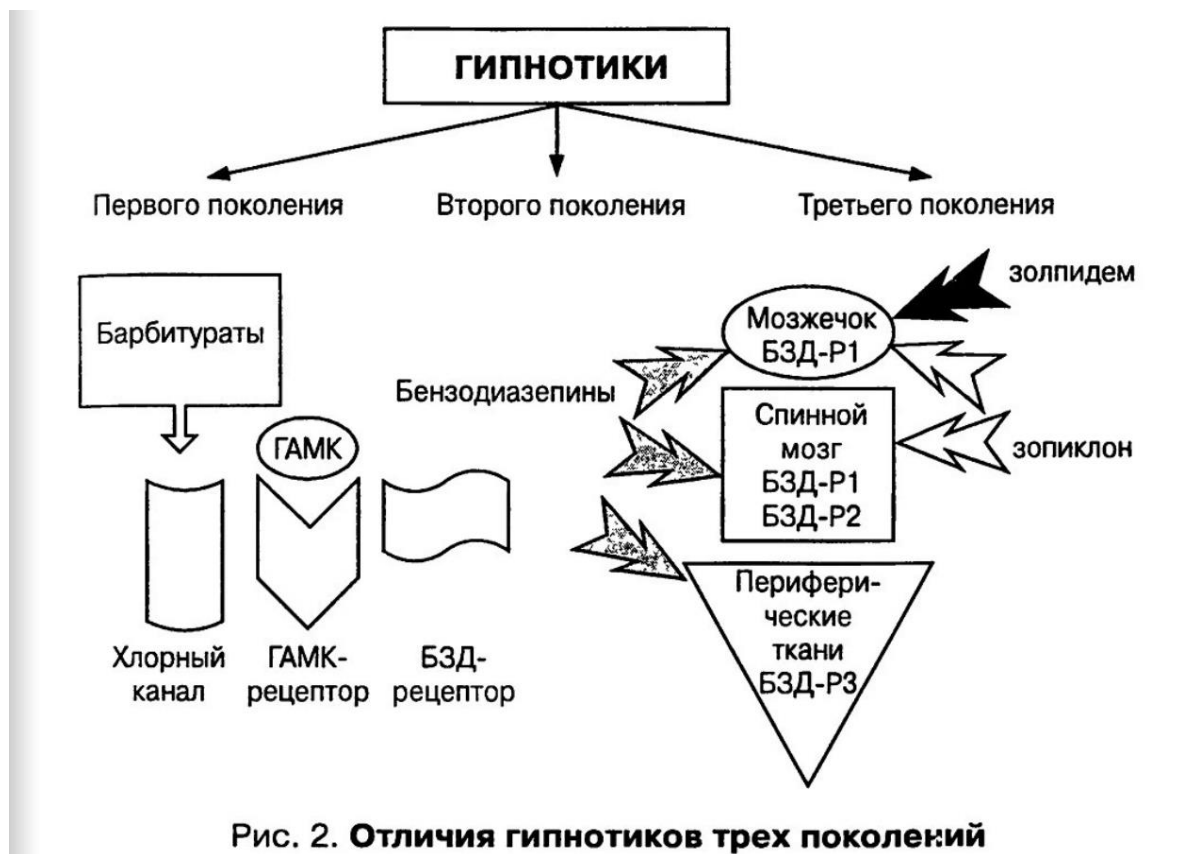 ГИПНОТИКИ
Первого поколения
Второго поколения
Третьего поколения
Барбитураты
ГАМК
Хлорный
канал
ГАМК-
рецептор
БЗД-
рецептор
Бензодиазепины
золпидем
Мозжечок
БЗД-Р1
Спинной
мозг
БЗД-Р1
БЗД-Р2
зопиклон
Перифери-
ческие
ткани
БЗД-Р3
Рис. 2. Отличия гипнотиков трех поколений